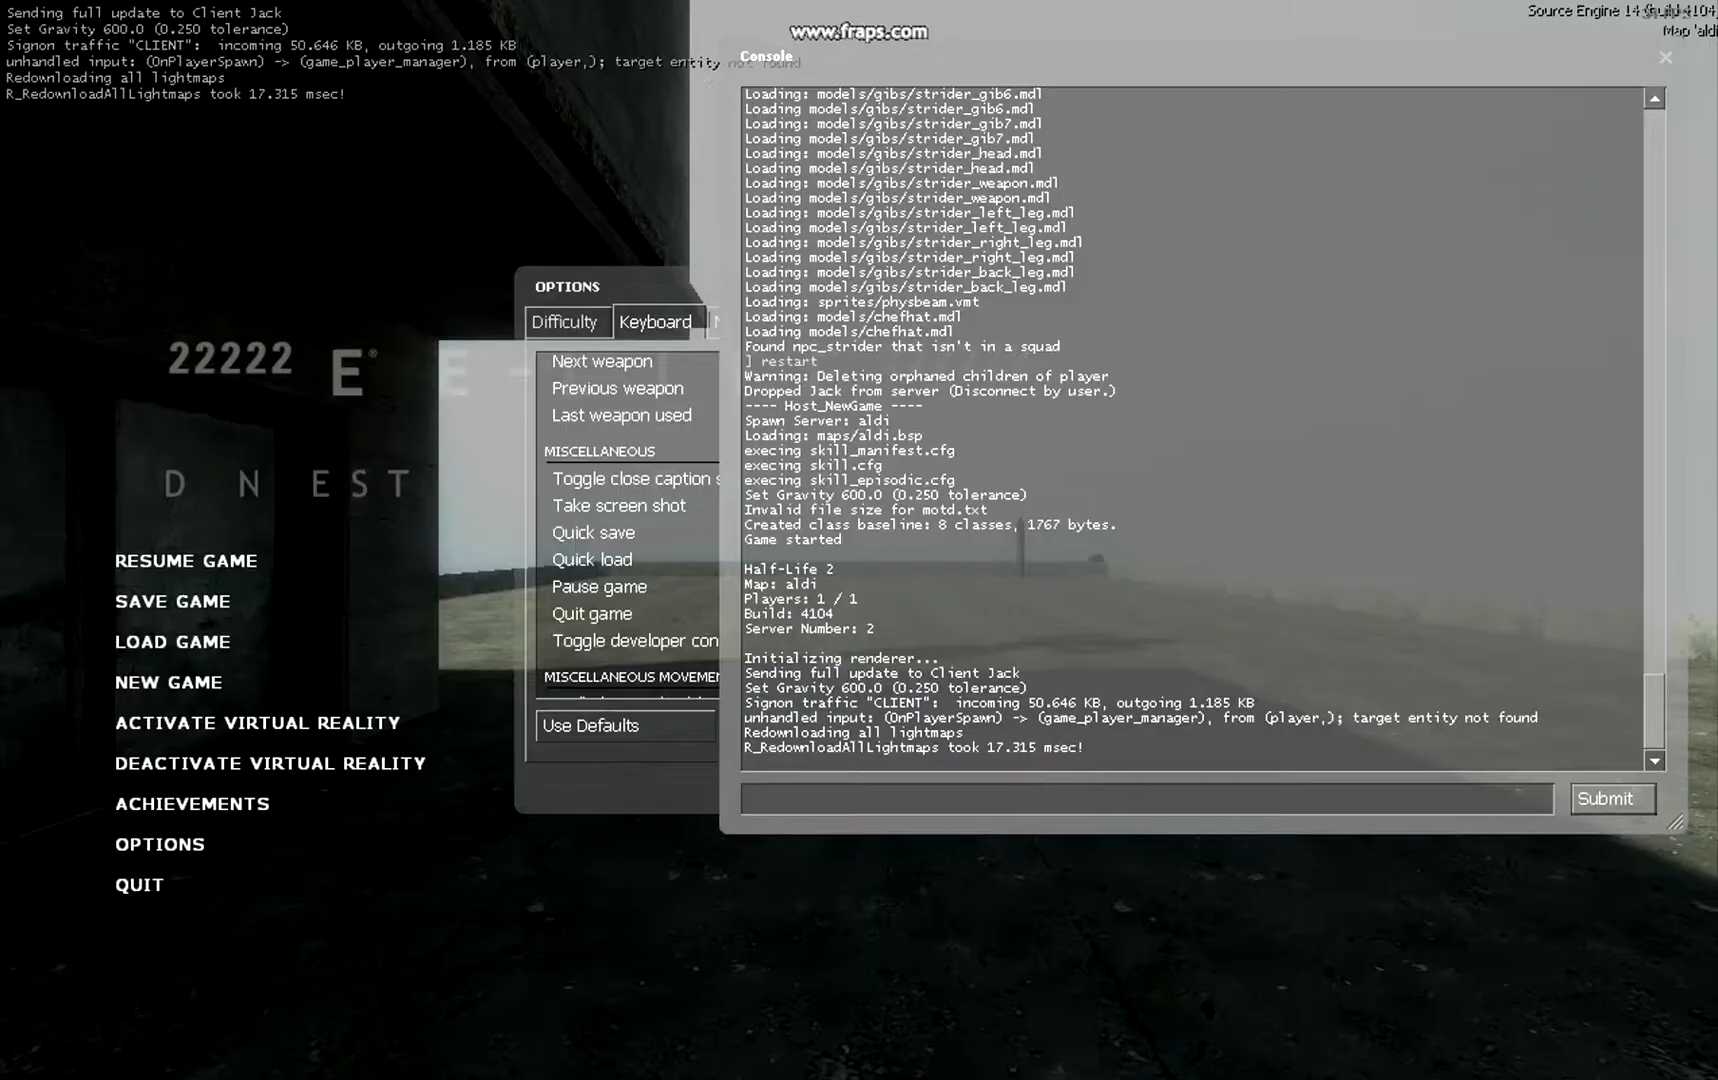 Sending full update to Client Jack
Set Gravity 600.0 (0.250 tolerance)
Signon traffic "CLIENT":  incoming 50.646 KB, outgoing 1.185 KB
unhandled input: (OnPlayerSpawn) -> (game_player_manager), from (player,); target entity not found
Redownloading all lightmaps
R_RedownloadAllLightmaps took 17.315 msec!
www.fraps.com
Source Engine 14 (build 4104)
Map 'aldi
Console
Loading: models/gibs/strider_gib6.mdl
Loading models/gibs/strider_gib6.mdl
Loading: models/gibs/strider_gib7.mdl
Loading models/gibs/strider_gib7.mdl
Loading: models/gibs/strider_head.mdl
Loading models/gibs/strider_head.mdl
Loading: models/gibs/strider_weapon.mdl
Loading models/gibs/strider_weapon.mdl
Loading: models/gibs/strider_left_leg.mdl
Loading models/gibs/strider_left_leg.mdl
Loading: models/gibs/strider_right_leg.mdl
Loading models/gibs/strider_right_leg.mdl
Loading: models/gibs/strider_back_leg.mdl
Loading models/gibs/strider_back_leg.mdl
Loading: sprites/physbeam.vmt
Loading: models/chefhat.mdl
Loading models/chefhat.mdl
Found npc_strider that isn't in a squad
] restart
Warning: Deleting orphaned children of player
Dropped Jack from server (Disconnect by user.)
---- Host_NewGame ----
Spawn Server: aldi
Loading: maps/aldi.bsp
execing skill_manifest.cfg
execing skill.cfg
execing skill_episodic.cfg
Set Gravity 600.0 (0.250 tolerance)
Invalid file size for motd.txt
Created class baseline: 8 classes, 1767 bytes.
Game started
Half-Life 2
Map: aldi
Players: 1 / 1
Build: 4104
Server Number: 2
Initializing renderer...
Sending full update to Client Jack
Set Gravity 600.0 (0.250 tolerance)
Signon traffic "CLIENT":  incoming 50.646 KB, outgoing 1.185 KB
unhandled input: (OnPlayerSpawn) -> (game_player_manager), from (player,); target entity not found
Redownloading all lightmaps
R_RedownloadAllLightmaps took 17.315 msec!
Submit
OPTIONS
Difficulty
Keyboard
Next weapon
Previous weapon
Last weapon used
MISCELLANEOUS
Toggle close caption s
Take screen shot
Quick save
Quick load
Pause game
Quit game
Toggle developer con
MISCELLANEOUS MOVEMEN
Use Defaults
22222 E° E -
D N EST
RESUME GAME
SAVE GAME
LOAD GAME
NEW GAME
ACTIVATE VIRTUAL REALITY
DEACTIVATE VIRTUAL REALITY
ACHIEVEMENTS
OPTIONS
QUIT